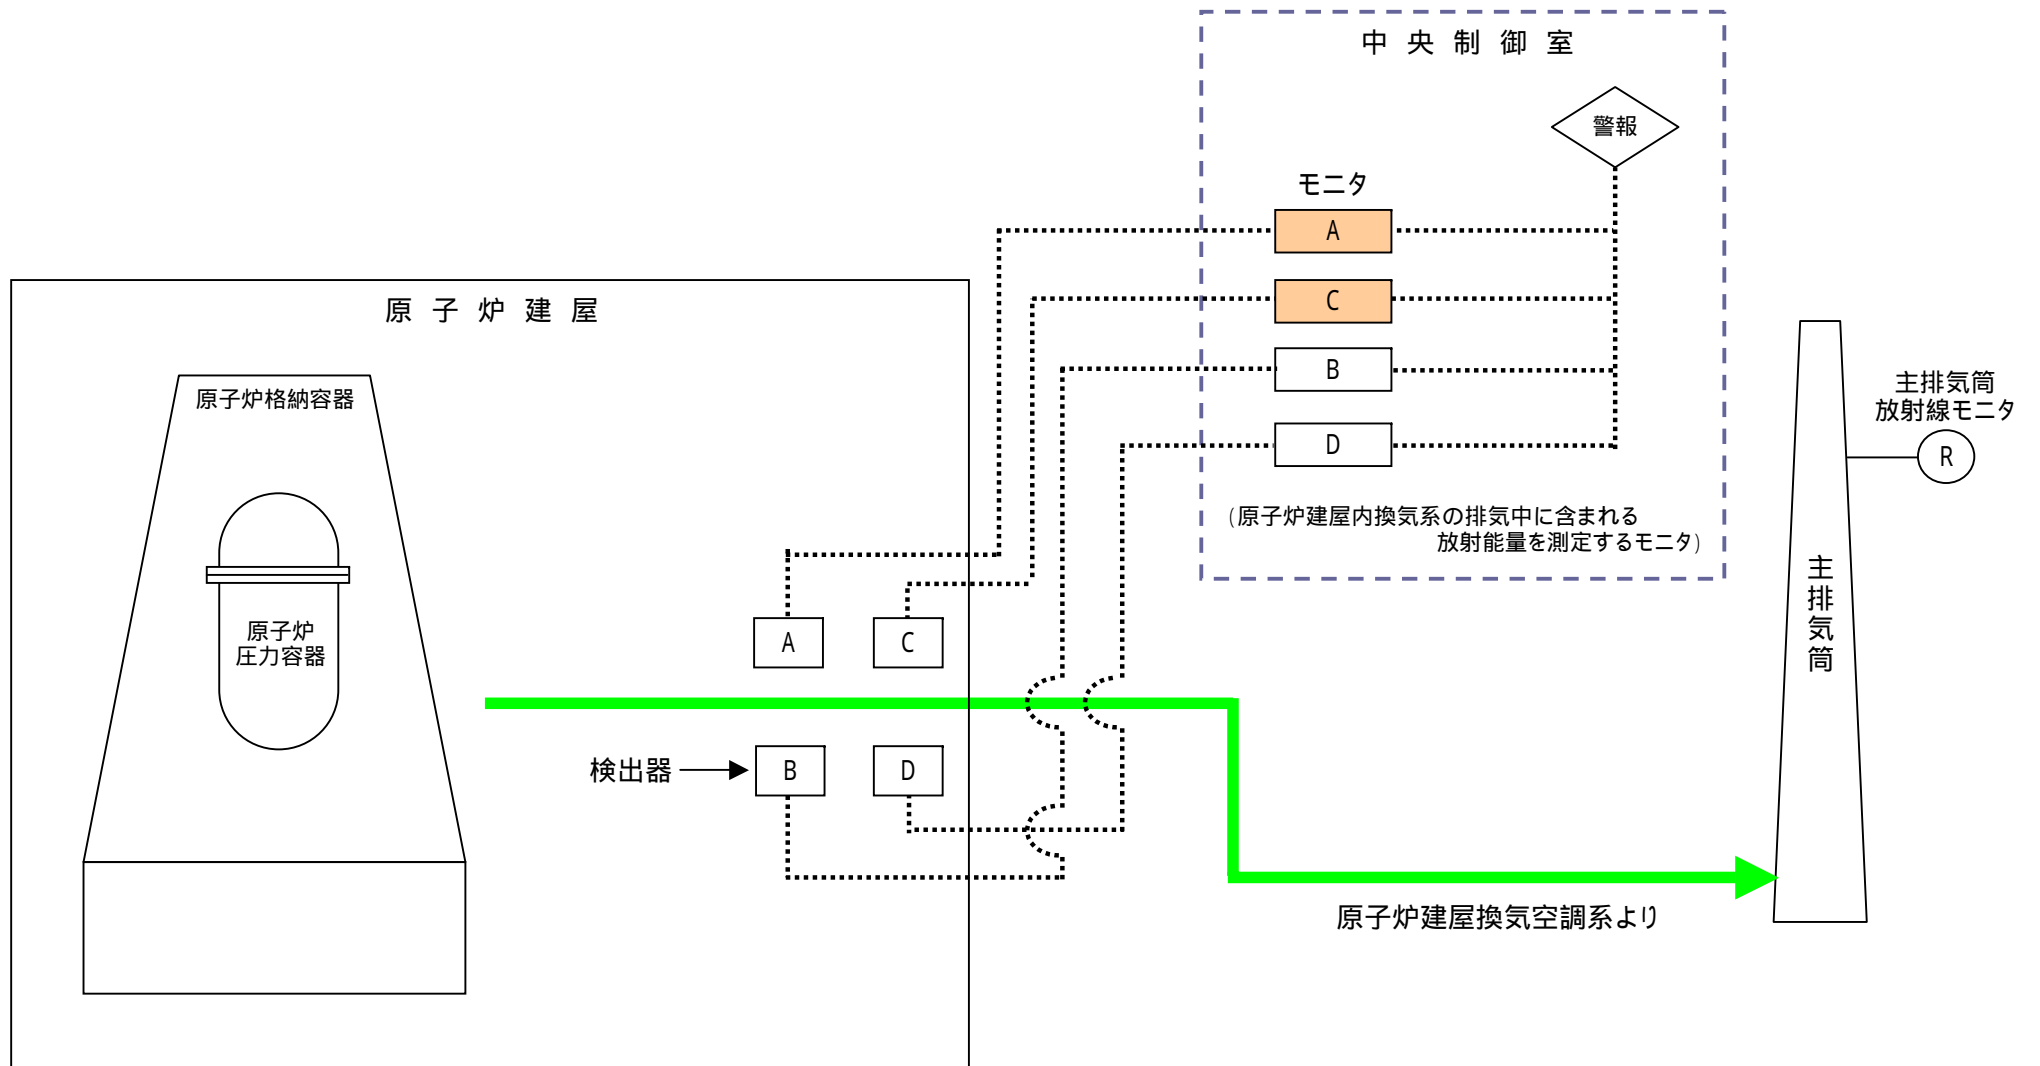 中央制御室
警報
モニタ
A
C
B
D
(原子炉建屋内換気系の排気中に含まれる
放射能量を測定するモニタ)
原子炉建屋
原子炉格納容器
原子炉
圧力容器
A
C
検出器
B
D
主排気筒
放射線モニタ
R
主排気筒
原子炉建屋換気空調系より